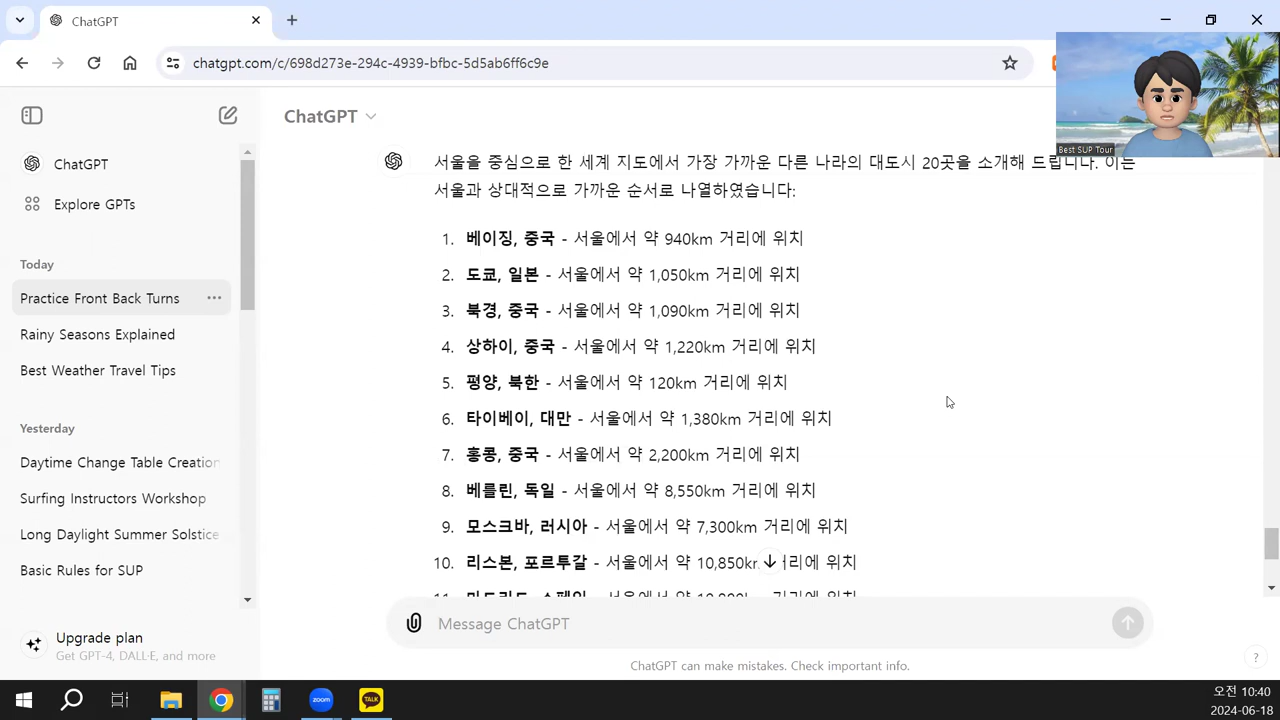 ChatGPT
chatgpt.com/c/698d273e-294c-4939-bfbc-5d5ab6ff6c9e
Best SUP Tour
ChatGPT
ChatGPT
Explore GPTs
Today
Practice Front Back Turns
Rainy Seasons Explained
Best Weather Travel Tips
Yesterday
Daytime Change Table Creation
Surfing Instructors Workshop
Long Daylight Summer Solstice
Basic Rules for SUP
Upgrade plan
Get GPT-4, DALL·E, and more
서울을 중심으로 한 세계 지도에서 가장 가까운 다른 나라의 대도시 20곳을 소개해 드립니다. 이는
서울과 상대적으로 가까운 순서로 나열하였습니다:
1. 베이징, 중국 - 서울에서 약 940km 거리에 위치
2. 도쿄, 일본 - 서울에서 약 1,050km 거리에 위치
3. 북경, 중국 - 서울에서 약 1,090km 거리에 위치
4. 상하이, 중국 - 서울에서 약 1,220km 거리에 위치
5. 평양, 북한 - 서울에서 약 120km 거리에 위치
6. 타이베이, 대만 - 서울에서 약 1,380km 거리에 위치
7. 홍콩, 중국 - 서울에서 약 2,200km 거리에 위치
8. 베를린, 독일 - 서울에서 약 8,550km 거리에 위치
9. 모스크바, 러시아 - 서울에서 약 7,300km 거리에 위치
10. 리스본, 포르투갈 - 서울에서 약 10,850km 거리에 위치
Message ChatGPT
ChatGPT can make mistakes. Check important info.
?
zoom
TALK
오전 10:40
2024-06-18